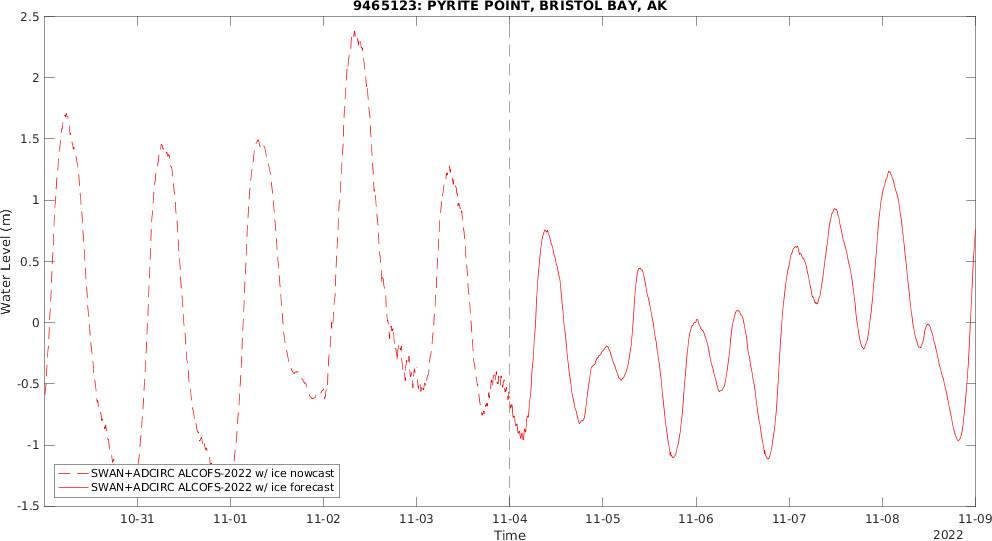 9465123: PYRITE POINT, BRISTOL BAY, AK
2.5
2
1.5
1
0.5
0
-0.5
-1
-1.5
Water Level (m)
SWAN+ADCIRC ALCOFS-2022 w/ ice nowcast
SWAN+ADCIRC ALCOFS-2022 w/ ice forecast
10-31 11-01 11-02 11-03 11-04 11-05 11-06 11-07 11-08 11-09
Time
2022